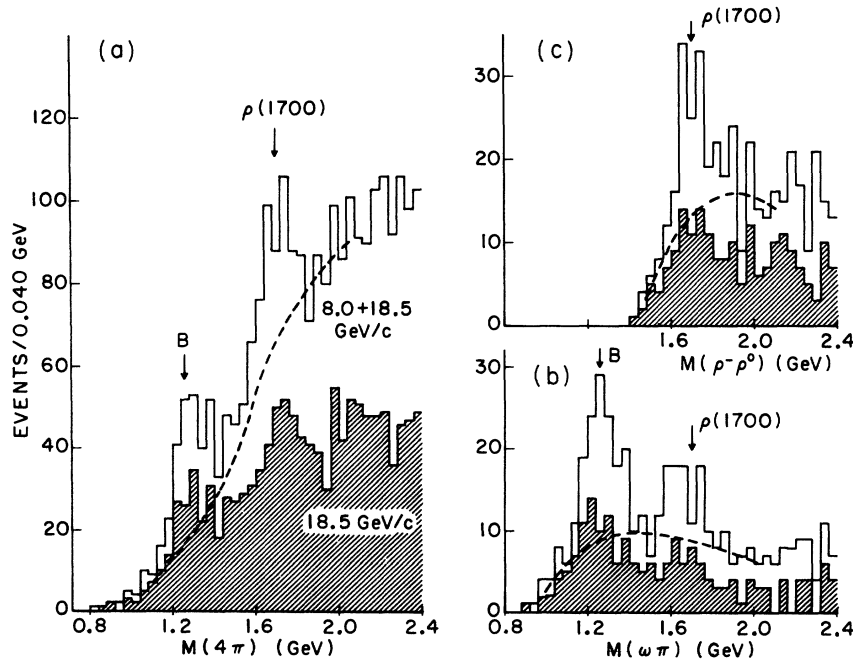 (a)
ρ(1700)
B
8.0+18.5
GeV/c
18.5 GeV/c
EVENTS/0.040 GeV
120
100
80
60
40
20
0
0.8 1.2 1.6 2.0 2.4
M(4π) (GeV)
(c)
ρ(1700)
30
20
10
0
1.6 2.0 2.4
M(ρ⁻ρ⁰) (GeV)
(b)
B
ρ(1700)
30
20
10
0
0.8 1.2 1.6 2.0 2.4
M(ωπ) (GeV)